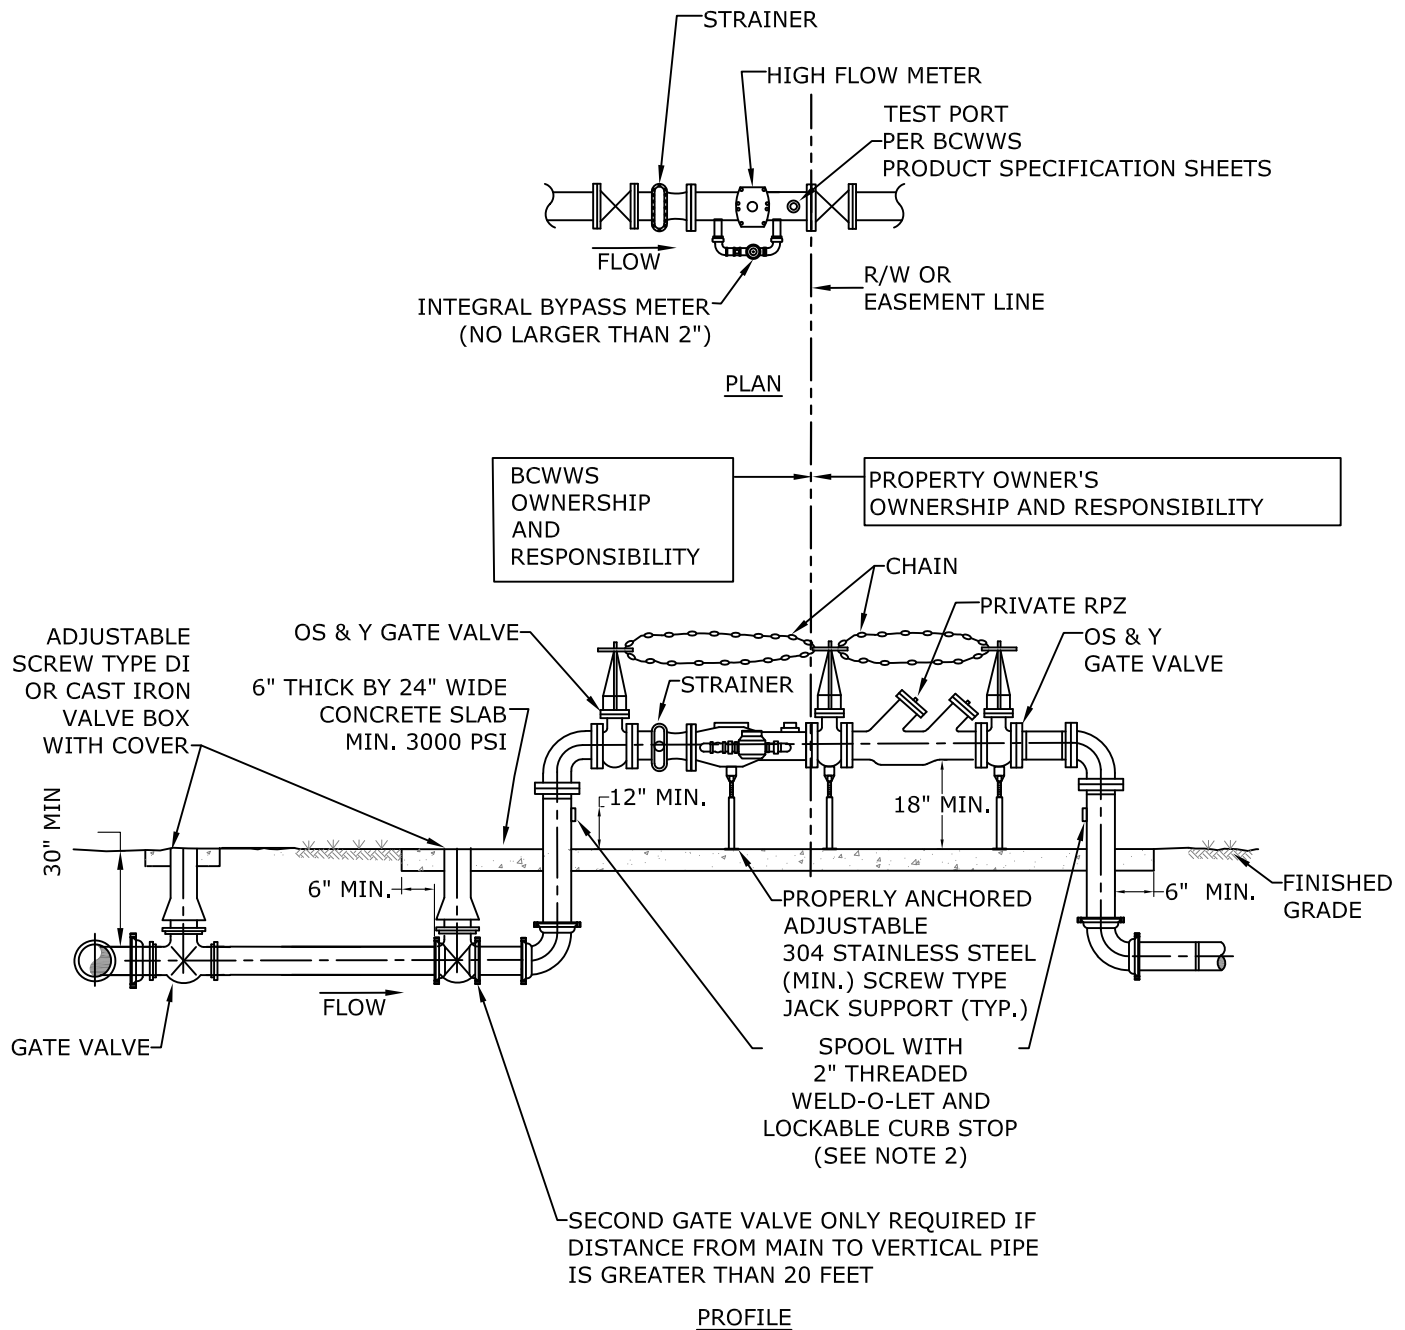 STRAINER
HIGH FLOW METER
TEST PORT
PER BCWWS
PRODUCT SPECIFICATION SHEETS
FLOW
R/W OR
EASEMENT LINE
INTEGRAL BYPASS METER
(NO LARGER THAN 2")
PLAN
BCWWS
OWNERSHIP
AND
RESPONSIBILITY
PROPERTY OWNER'S
OWNERSHIP AND RESPONSIBILITY
CHAIN
PRIVATE RPZ
OS & Y GATE VALVE
OS & Y
GATE VALVE
ADJUSTABLE
SCREW TYPE DI
OR CAST IRON
VALVE BOX
WITH COVER
6" THICK BY 24" WIDE
CONCRETE SLAB
MIN. 3000 PSI
STRAINER
12" MIN.
18" MIN.
30" MIN
6" MIN.
6" MIN.
FINISHED
GRADE
PROPERLY ANCHORED
ADJUSTABLE
304 STAINLESS STEEL
(MIN.) SCREW TYPE
JACK SUPPORT (TYP.)
FLOW
GATE VALVE
SPOOL WITH
2" THREADED
WELD-O-LET AND
LOCKABLE CURB STOP
(SEE NOTE 2)
SECOND GATE VALVE ONLY REQUIRED IF
DISTANCE FROM MAIN TO VERTICAL PIPE
IS GREATER THAN 20 FEET
PROFILE